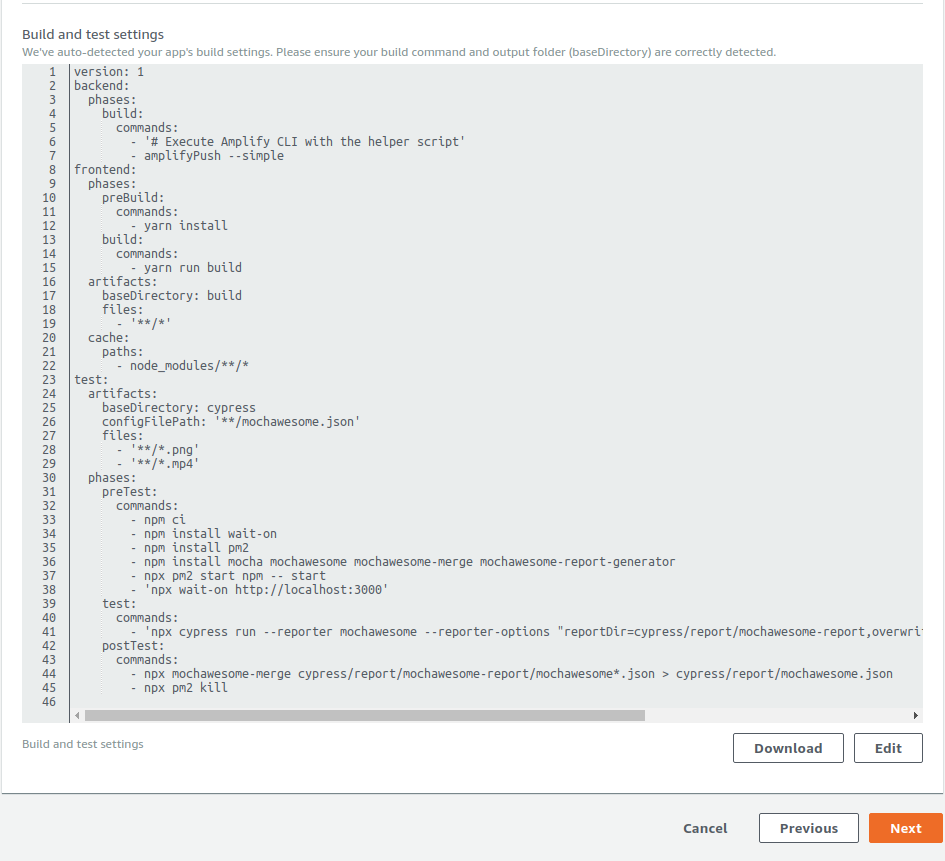 Build and test settings
We've auto-detected your app's build settings. Please ensure your build command and output folder (baseDirectory) are correctly detected.
1 version: 1
2 backend:
3   phases:
4     build:
5       commands:
6         - '# Execute Amplify CLI with the helper script'
7         - amplifyPush --simple
8 frontend:
9   phases:
10     preBuild:
11       commands:
12         - yarn install
13     build:
14       commands:
15         - yarn run build
16   artifacts:
17     baseDirectory: build
18     files:
19       - '**/*'
20   cache:
21     paths:
22       - node_modules/**/*
23 test:
24   artifacts:
25     baseDirectory: cypress
26     configFilePath: '**/mochawesome.json'
27     files:
28       - '**/*.png'
29       - '**/*.mp4'
30   phases:
31     preTest:
32       commands:
33         - npm ci
34         - npm install wait-on
35         - npm install pm2
36         - npm install mocha mochawesome mochawesome-merge mochawesome-report-generator
37         - npx pm2 start npm -- start
38         - 'npx wait-on http://localhost:3000'
39     test:
40       commands:
41         - 'npx cypress run --reporter mochawesome --reporter-options "reportDir=cypress/report/mochawesome-report,overwri
42     postTest:
43       commands:
44         - npx mochawesome-merge cypress/report/mochawesome-report/mochawesome*.json > cypress/report/mochawesome.json
45         - npx pm2 kill
46
Build and test settings
Download
Edit
Cancel
Previous
Next